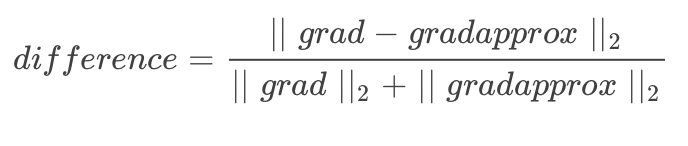 difference = || grad − gradapprox ||₂ / || grad ||₂ + || gradapprox ||₂